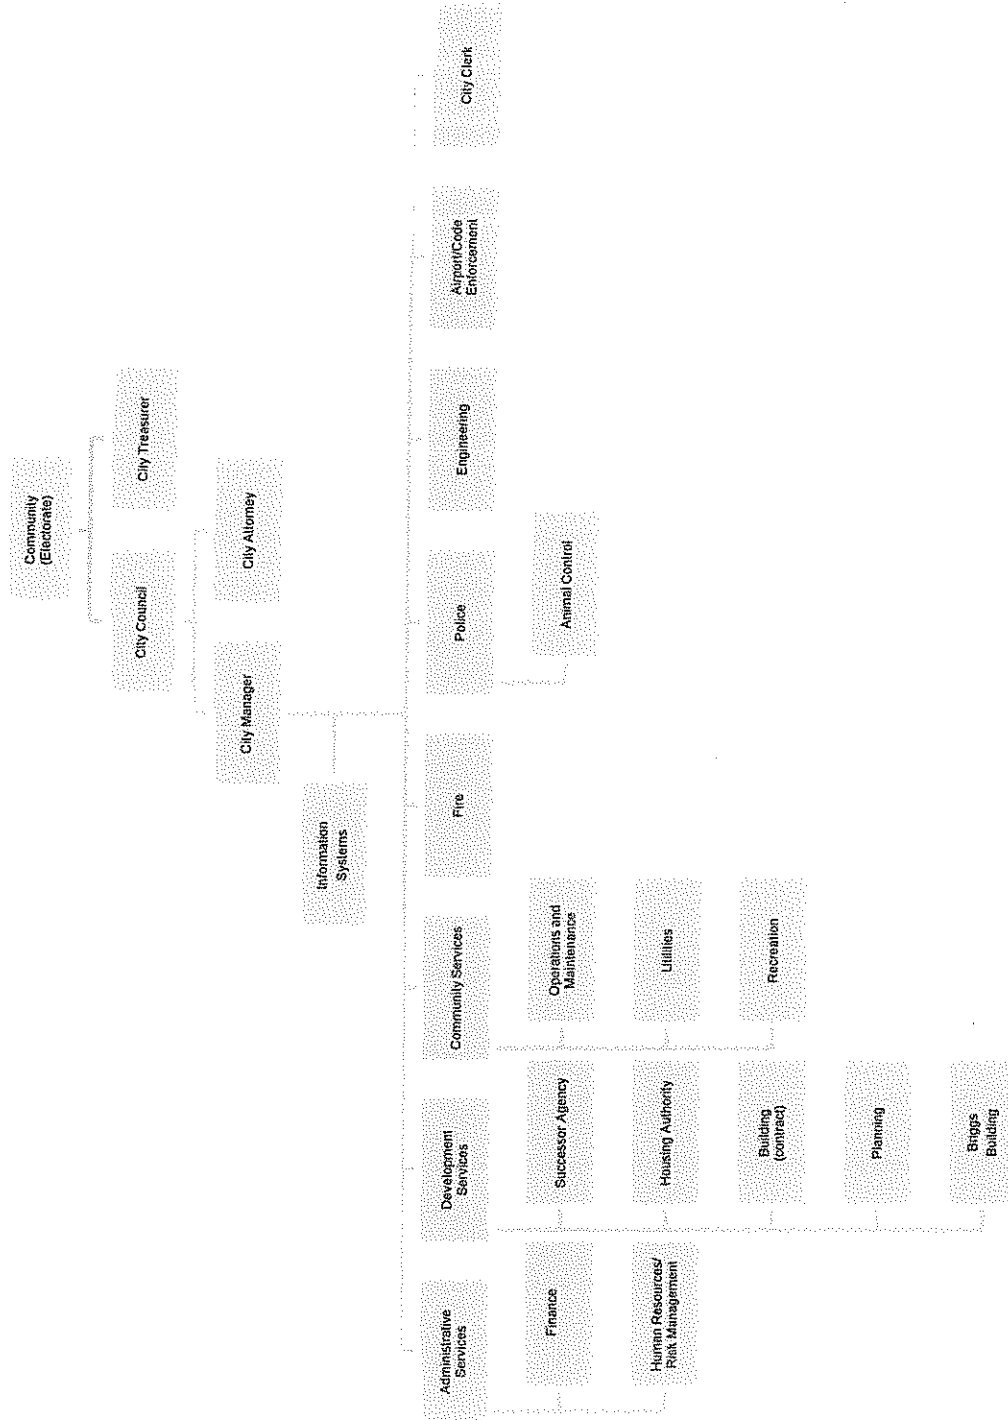 Community
(Electorate)
City Council
City Treasurer
City Manager
City Attorney
Information
Systems
Administrative
Services
Development
Services
Community Services
Fire
Police
Engineering
Airport/Code
Enforcement
City Clerk
Finance
Successor Agency
Operations and
Maintenance
Animal Control
Human Resources/
Risk Management
Housing Authority
Utilities
Building
(contract)
Recreation
Planning
Briggs
Building